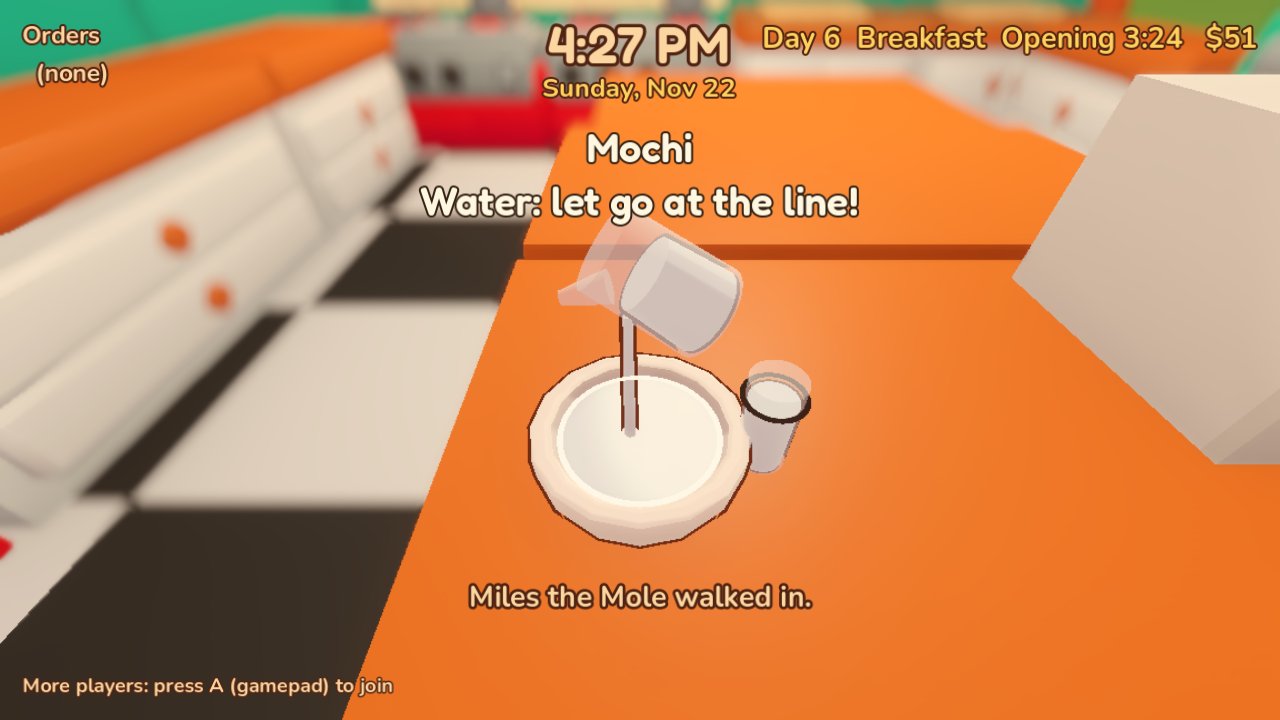 Orders
(none)
4:27 PM
Sunday, Nov 22
Day 6 Breakfast Opening 3:24 $51
Mochi
Water: let go at the line!
Miles the Mole walked in.
More players: press A (gamepad) to join